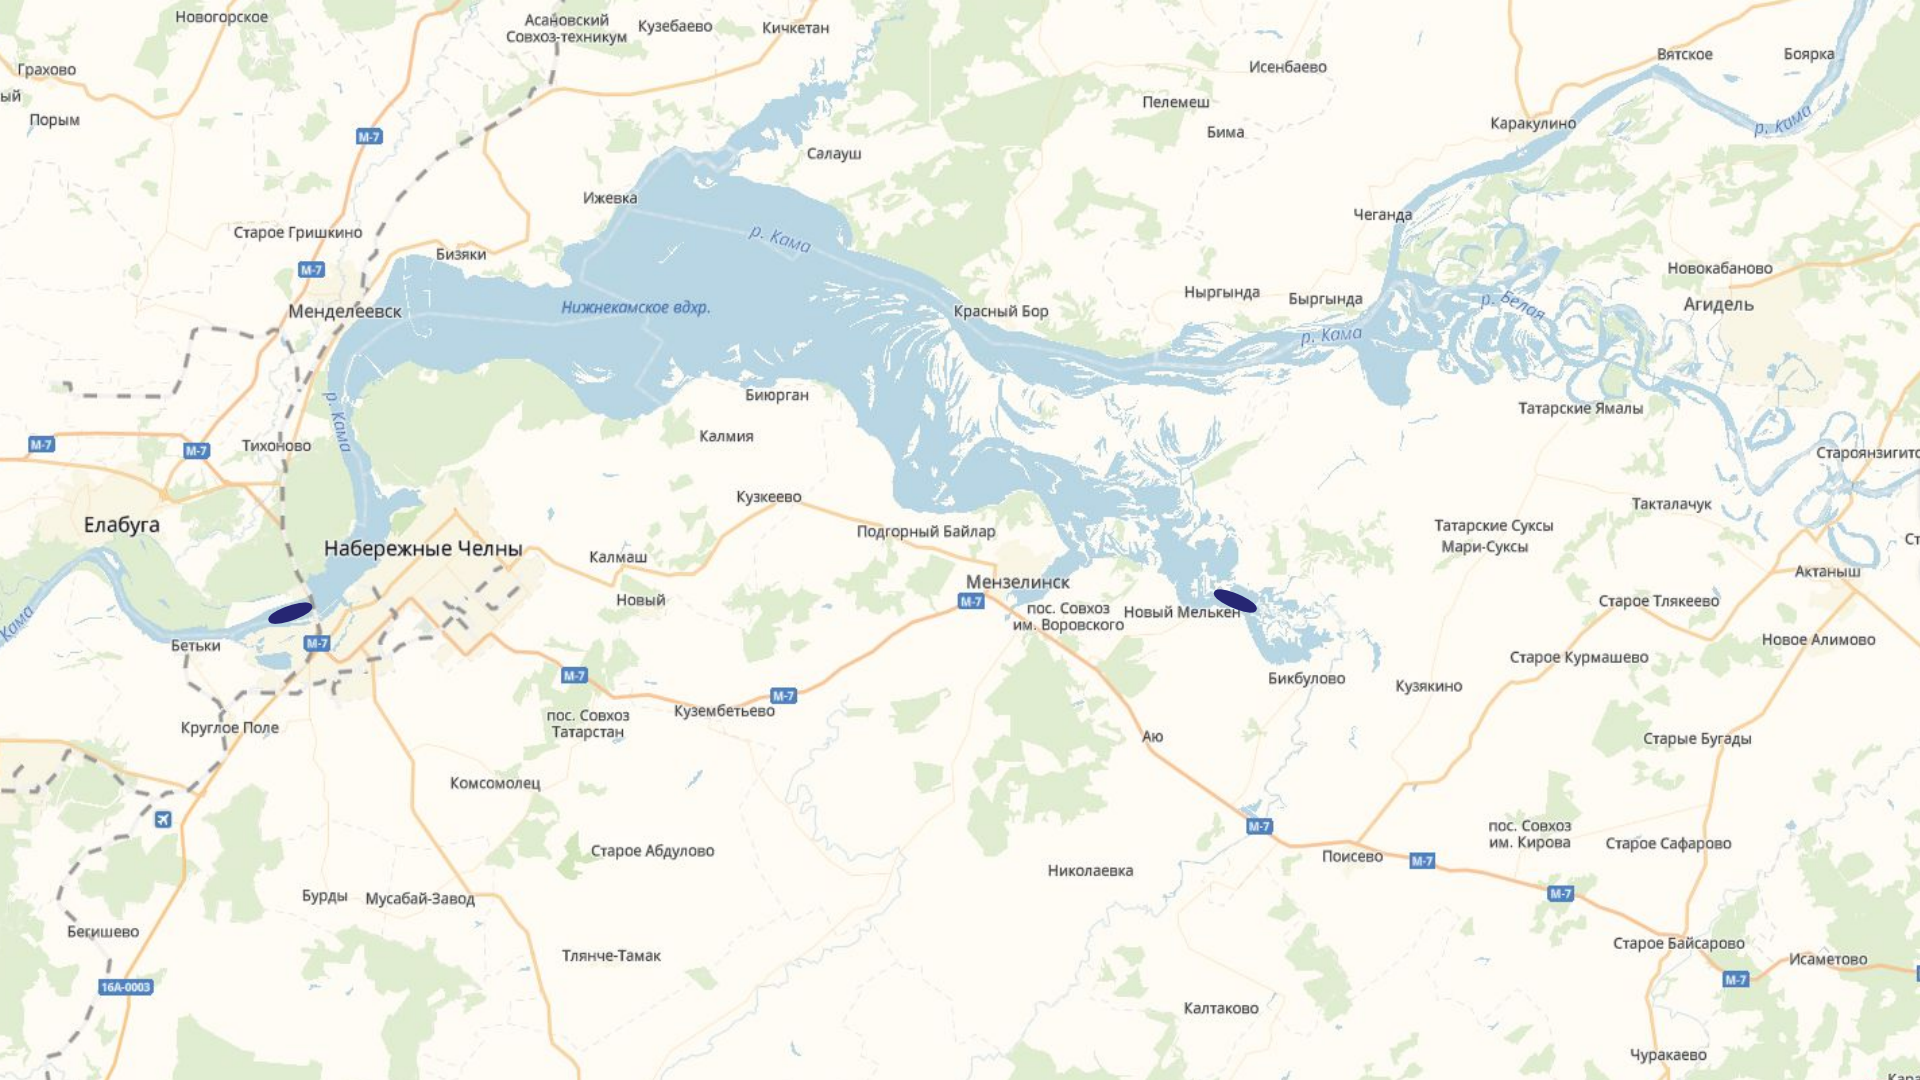 Новогорское
Асановский
Совхоз-техникум
Кузебаево
Кичкетан
Вятское
Боярка
Грахово
Исенбаево
ый
Пелемеш
Порым
М-7
Бима
Каракулино
р. Кама
Салауш
Ижевка
Чеганда
Старое Гришкино
р. Кама
Бизяки
М-7
Новокабаново
Менделеевск
Нижнекамское вдхр.
Красный Бор
Ныргында
Быргында
р. Белая
Агидель
р. Кама
Биюрган
р. Кама
Татарские Ямалы
Калмия
М-7
М-7
Тихоново
Староянзигито
Кузкеево
Такталачук
Елабуга
Подгорный Байлар
Татарские Суксы
Мари-Суксы
Ст
Набережные Челны
Калмаш
Мензелинск
Актаныш
М-7
Новый
пос. Совхоз
им. Воровского
Новый Мелькен
Старое Тлякеево
Кама
Бетьки
М-7
Новое Алимово
Старое Курмашево
М-7
Бикбулово
Кузякино
М-7
Кузембетьево
пос. Совхоз
Татарстан
Круглое Поле
Аю
Старые Бугады
Комсомолец
М-7
пос. Совхоз
им. Кирова
Старое Сафарово
Старое Абдулово
Поисево
М-7
Николаевка
М-7
Бурды
Мусабай-Завод
Бегишево
Старое Байсарово
Тлянче-Тамак
Исаметово
М-7
16А-0003
Калтаково
Чуракаево